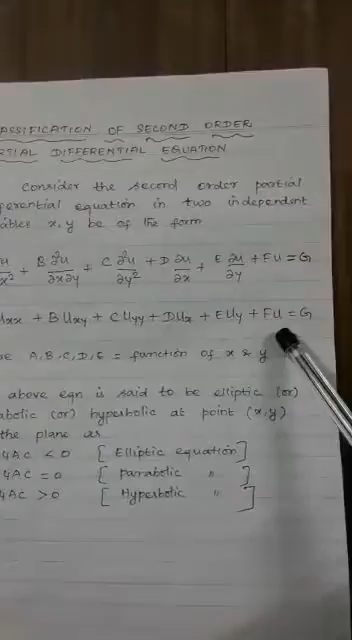 ASSIFICATION OF SECOND ORDER
RTIAL DIFFERENTIAL EQUATION
Consider the second order partial
ferential equation in two independent
ables x, y be of the form
u/x² + B ∂²u/∂x∂y + C ∂²u/∂y² + D ∂u/∂x + E ∂u/∂y + FU = G
Uxx + B Uxy + C Uyy + DUx + EUy + FU = G
e A, B, C, D, E = function of x & y
above eqn is said to be elliptic (or)
abolic (or) hyperbolic at point (x, y)
the plane as
4AC < 0 [Elliptic equation]
4AC = 0 [parabolic "]
4AC > 0 [Hyperbolic "]